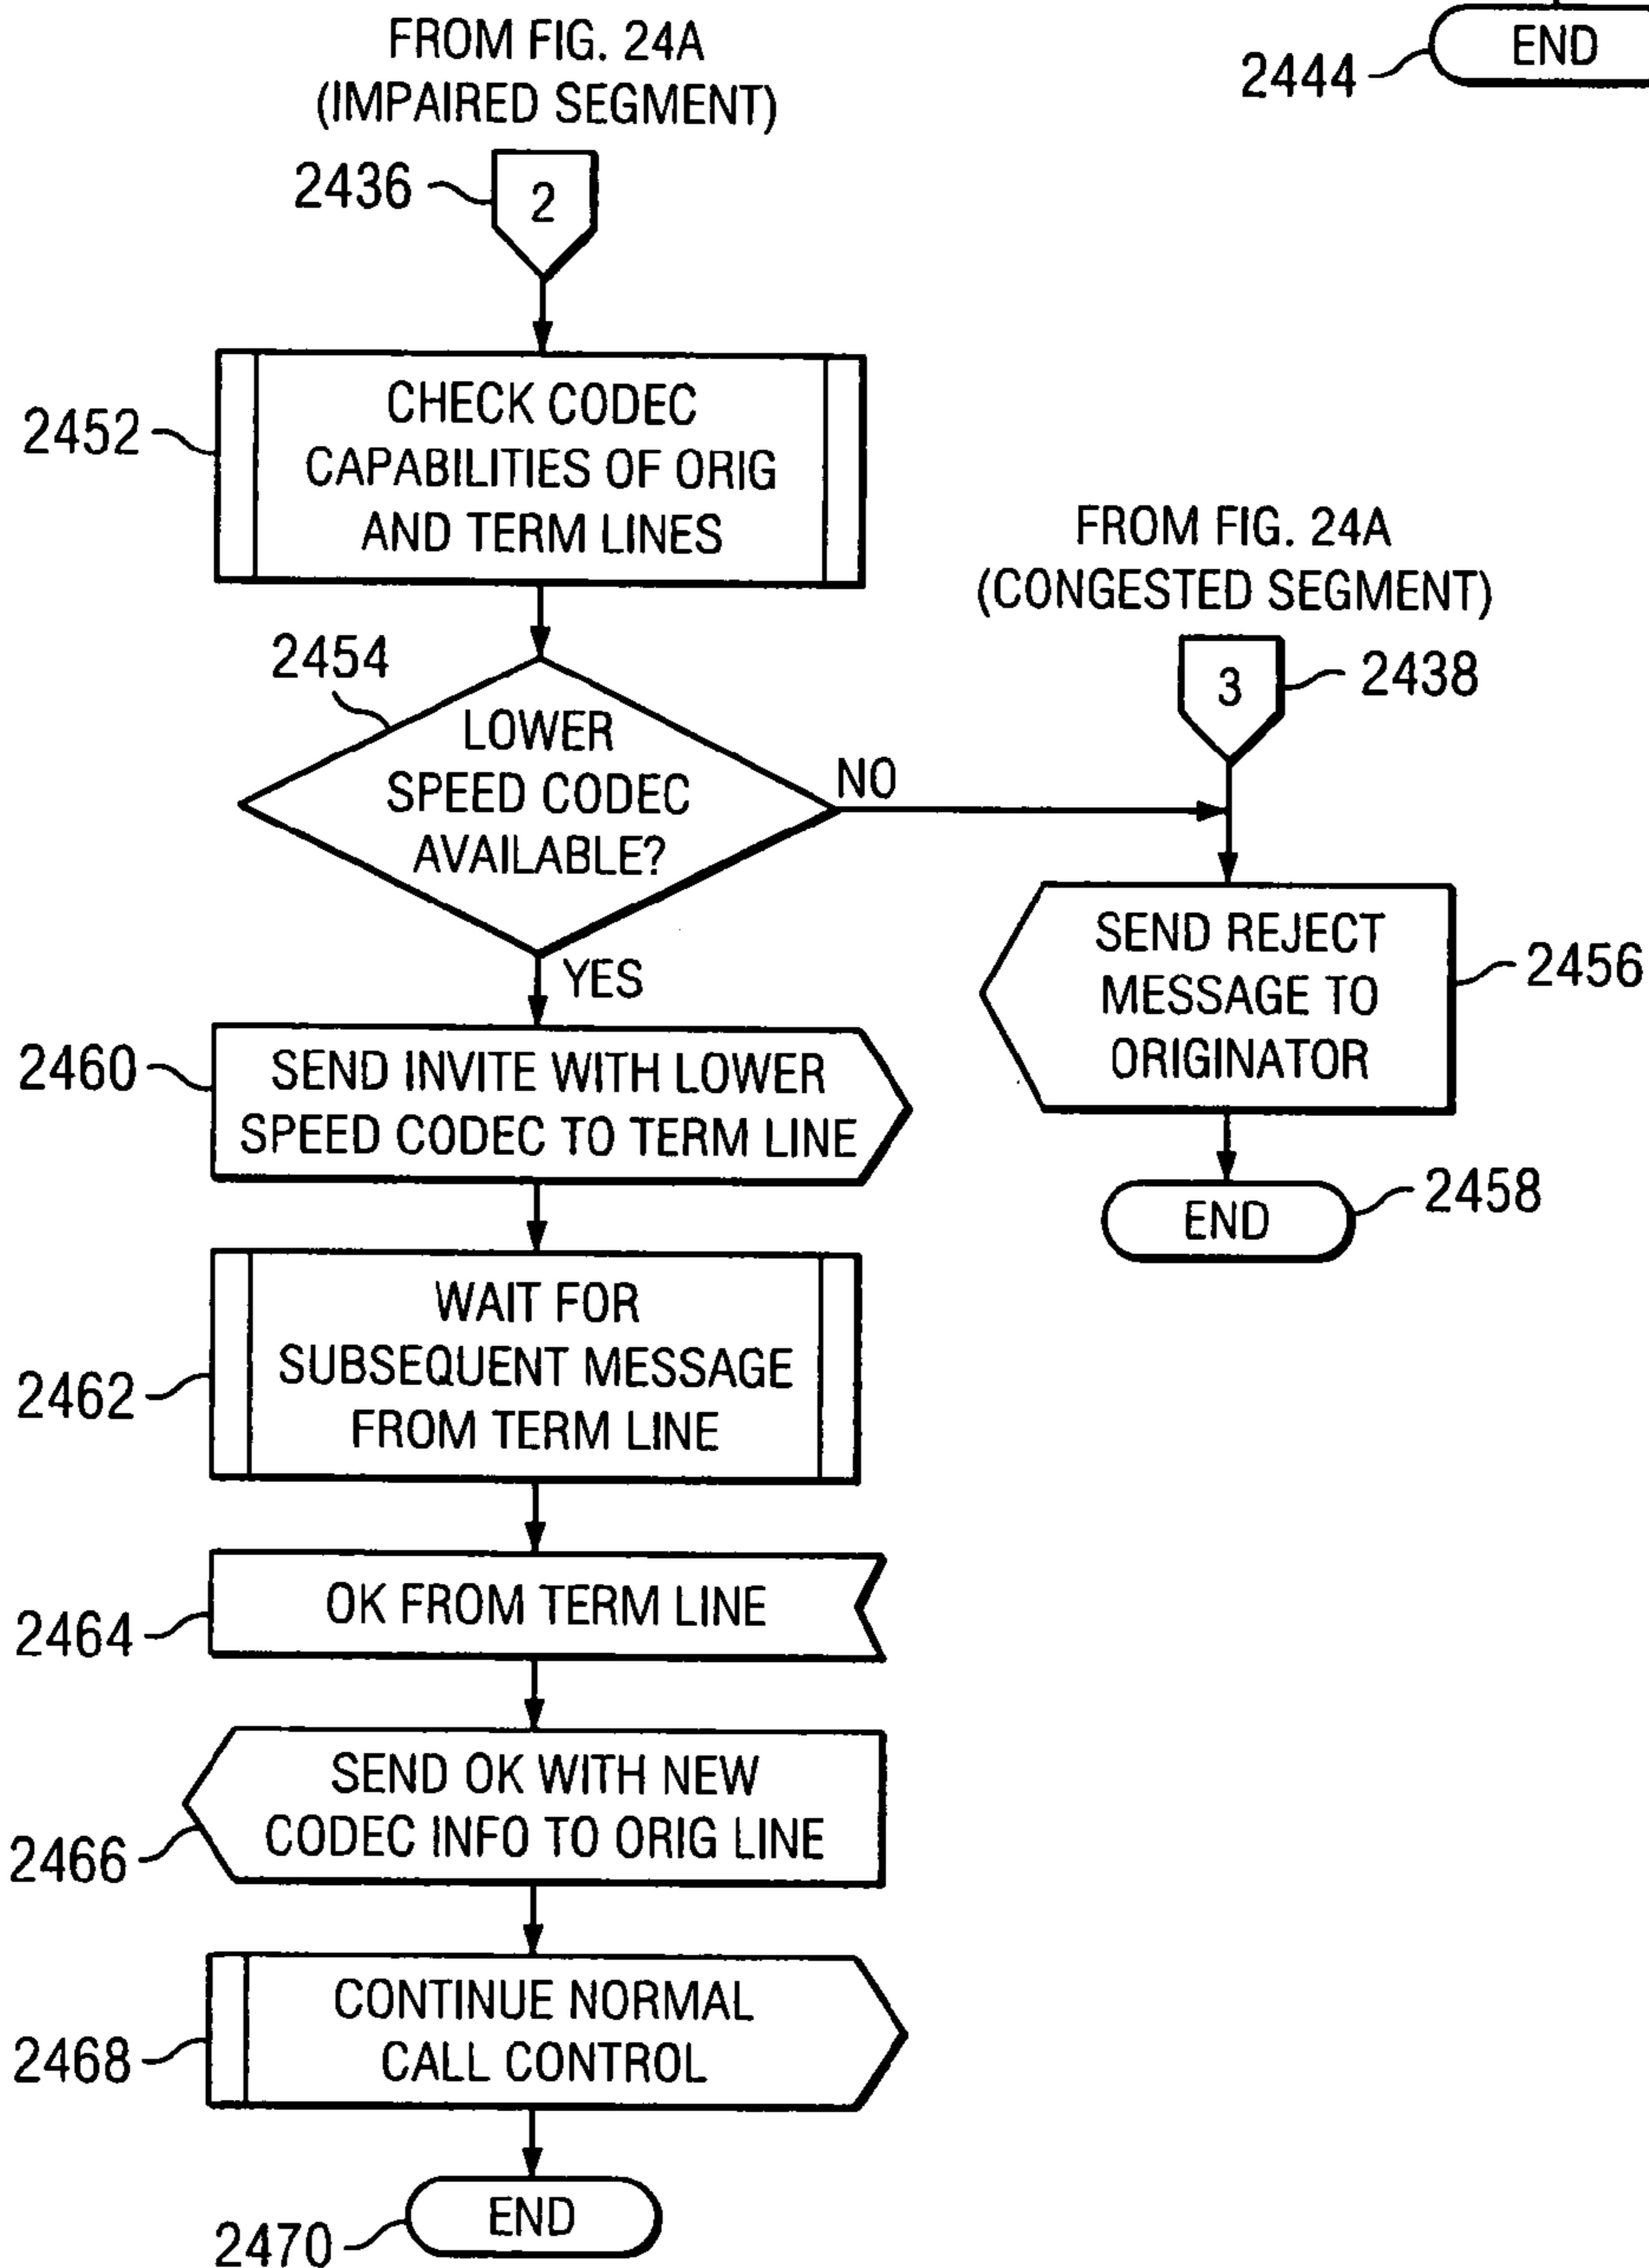 END
2444
FROM FIG. 24A
(IMPAIRED SEGMENT)
2436
2
2452
CHECK CODEC
CAPABILITIES OF ORIG
AND TERM LINES
2454
LOWER
SPEED CODEC
AVAILABLE?
NO
YES
FROM FIG. 24A
(CONGESTED SEGMENT)
3
2438
SEND REJECT
MESSAGE TO
ORIGINATOR
2456
END
2458
2460
SEND INVITE WITH LOWER
SPEED CODEC TO TERM LINE
2462
WAIT FOR
SUBSEQUENT MESSAGE
FROM TERM LINE
2464
OK FROM TERM LINE
2466
SEND OK WITH NEW
CODEC INFO TO ORIG LINE
2468
CONTINUE NORMAL
CALL CONTROL
2470
END